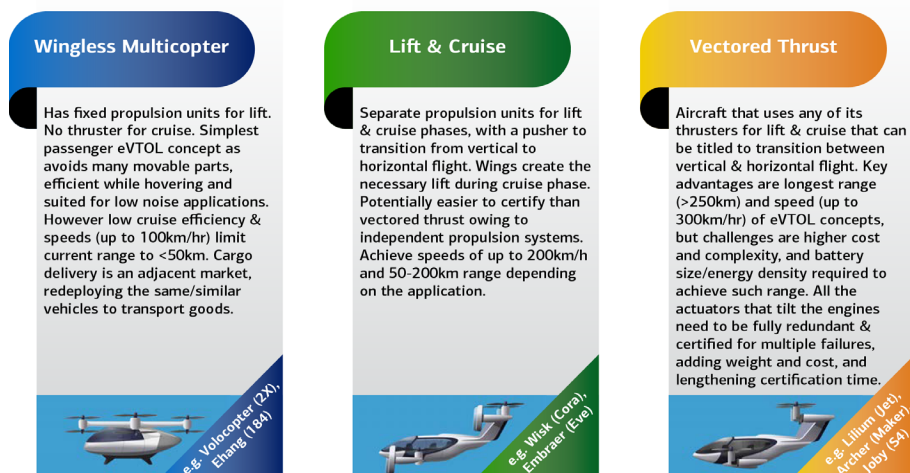 Wingless Multicopter
Has fixed propulsion units for lift.
No thruster for cruise. Simplest
passenger eVTOL concept as
avoids many movable parts,
efficient while hovering and
suited for low noise applications.
However low cruise efficiency &
speeds (up to 100km/hr) limit
current range to <50km. Cargo
delivery is an adjacent market,
redeploying the same/similar
vehicles to transport goods.
e.g. Volocopter (2X),
Ehang (184)
Lift & Cruise
Separate propulsion units for lift
& cruise phases, with a pusher to
transition from vertical to
horizontal flight. Wings create the
necessary lift during cruise phase.
Potentially easier to certify than
vectored thrust owing to
independent propulsion systems.
Achieve speeds of up to 200km/h
and 50-200km range depending
on the application.
e.g. Wisk (Cora),
Embraer (Eve)
Vectored Thrust
Aircraft that uses any of its
thrusters for lift & cruise that can
be titled to transition between
vertical & horizontal flight. Key
advantages are longest range
(>250km) and speed (up to
300km/hr) of eVTOL concepts,
but challenges are higher cost
and complexity, and battery
size/energy density required to
achieve such range. All the
actuators that tilt the engines
need to be fully redundant &
certified for multiple failures,
adding weight and cost, and
lengthening certification time.
e.g. Lilium (Jet),
Archer (Maker)
Joby (S4)